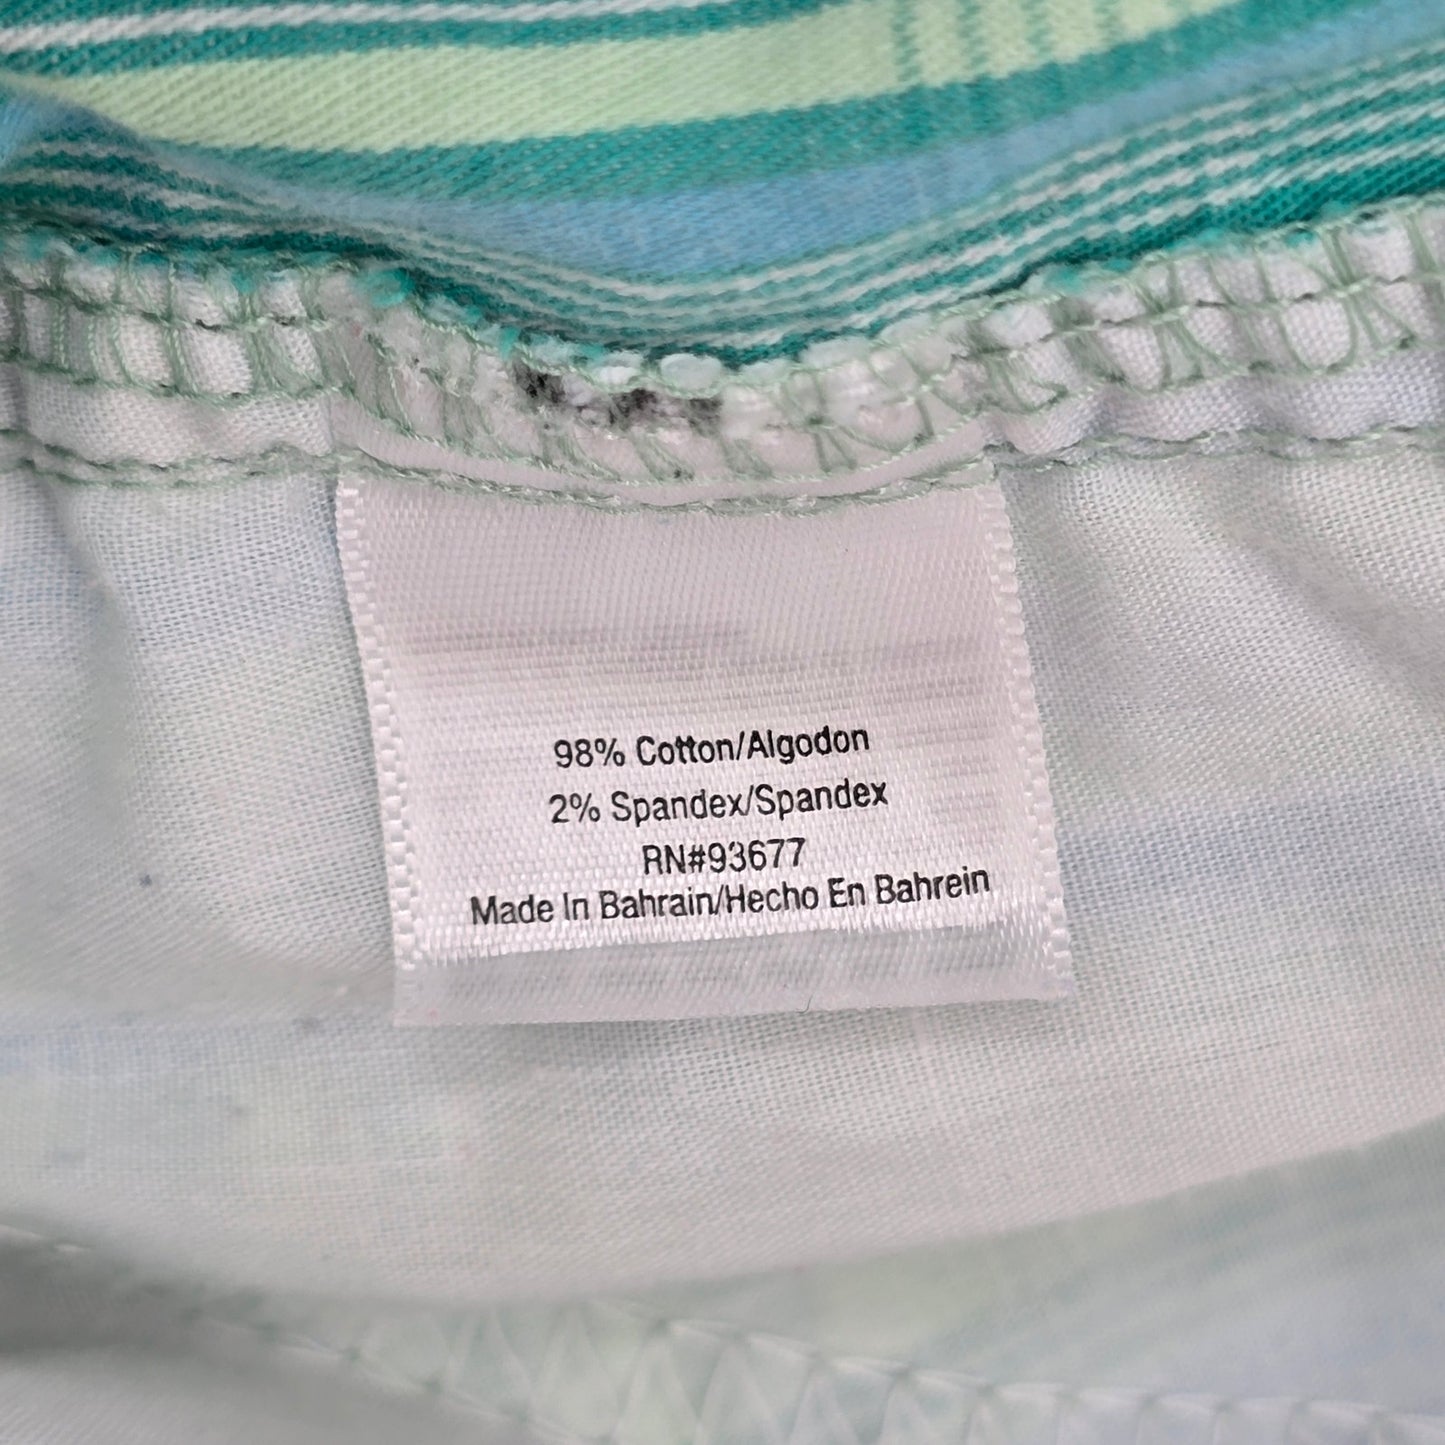 98% Cotton/Algodon
2% Spandex/Spandex
RN#93677
Made In Bahrain/Hecho En Bahrein